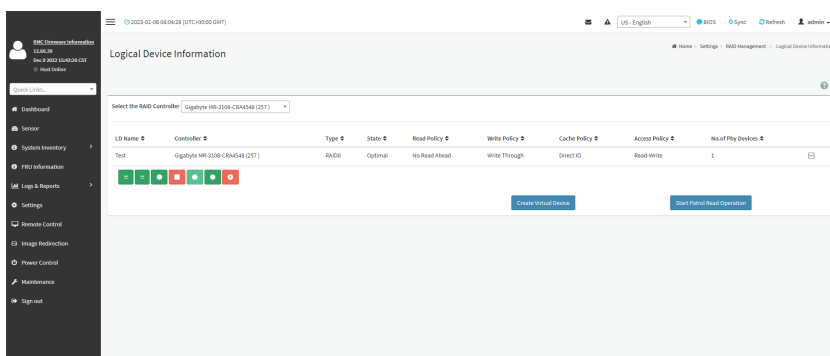 2023-02-08 08:04:28 (UTC+00:00 GMT)
US - English
BIOS
Sync
Refresh
admin
BMC Firmware Information
12.60.39
Dec 9 2022 15:42:26 CST
Host Online
Quick Links...
Dashboard
Sensor
System Inventory
FRU Information
Logs & Reports
Settings
Remote Control
Image Redirection
Power Control
Maintenance
Sign out
Logical Device Information
Home > Settings > RAID Management > Logical Device Informati
Select the RAID Controller Gigabyte MR-3108-CRA4548 (257 )
LD Name Controller Type State Read Policy Write Policy Cache Policy Access Policy No.of Phy Devices
Test Gigabyte MR-3108-CRA4548 (257 ) RAID0 Optimal No Read Ahead Write Through Direct IO Read-Write 1
Create Virtual Device Start Patrol Read Operation